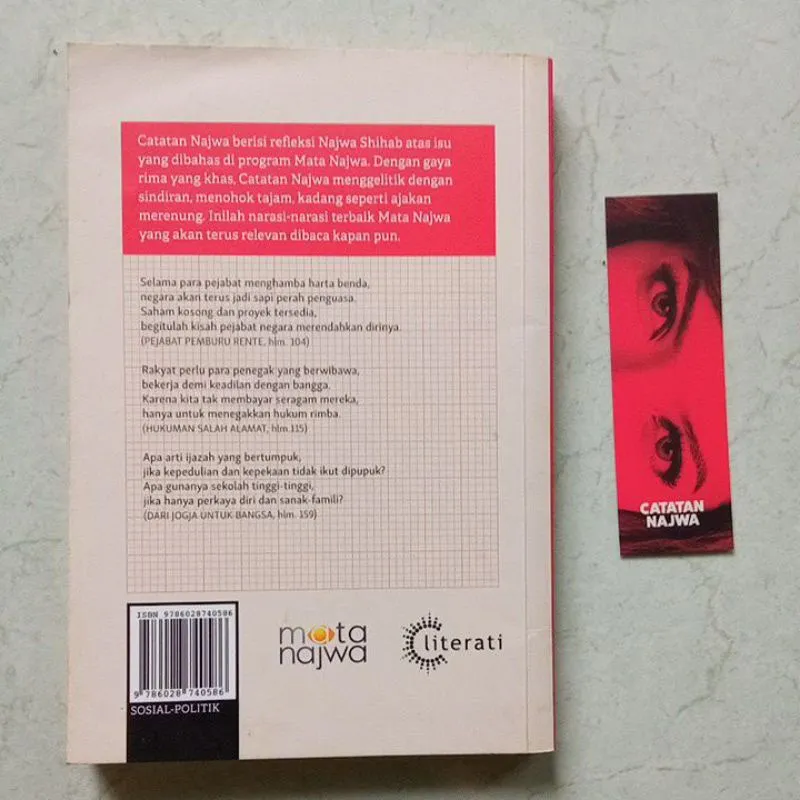 Catatan Najwa berisi refleksi Najwa Shihab atas isu
yang dibahas di program Mata Najwa. Dengan gaya
rima yang khas, Catatan Najwa menggelitik dengan
sindiran, menohok tajam, kadang seperti ajakan
merenung. Inilah narasi-narasi terbaik Mata Najwa
yang akan terus relevan dibaca kapan pun.
Selama para pejabat menghamba harta benda,
negara akan terus jadi sapi perah penguasa.
Saham kosong dan proyek tersedia,
begitulah kisah pejabat negara merendahkan dirinya.
(PEJABAT PEMBURU RENTE, hlm. 104)
Rakyat perlu para penegak yang berwibawa,
bekerja demi keadilan dengan bangga.
Karena kita tak membayar seragam mereka,
hanya untuk menegakkan hukum rimba.
(HUKUMAN SALAH ALAMAT, hlm.115)
Apa arti ijazah yang bertumpuk,
jika kepedulian dan kepekaan tidak ikut dipupuk?
Apa gunanya sekolah tinggi-tinggi,
jika hanya perkaya diri dan sanak-famili?
(DARI JOGJA UNTUK BANGSA, hlm. 159)
ISBN 9786028740586
9 786028 740586
SOSIAL-POLITIK
mata
najwa
literati
CATATAN
NAJWA